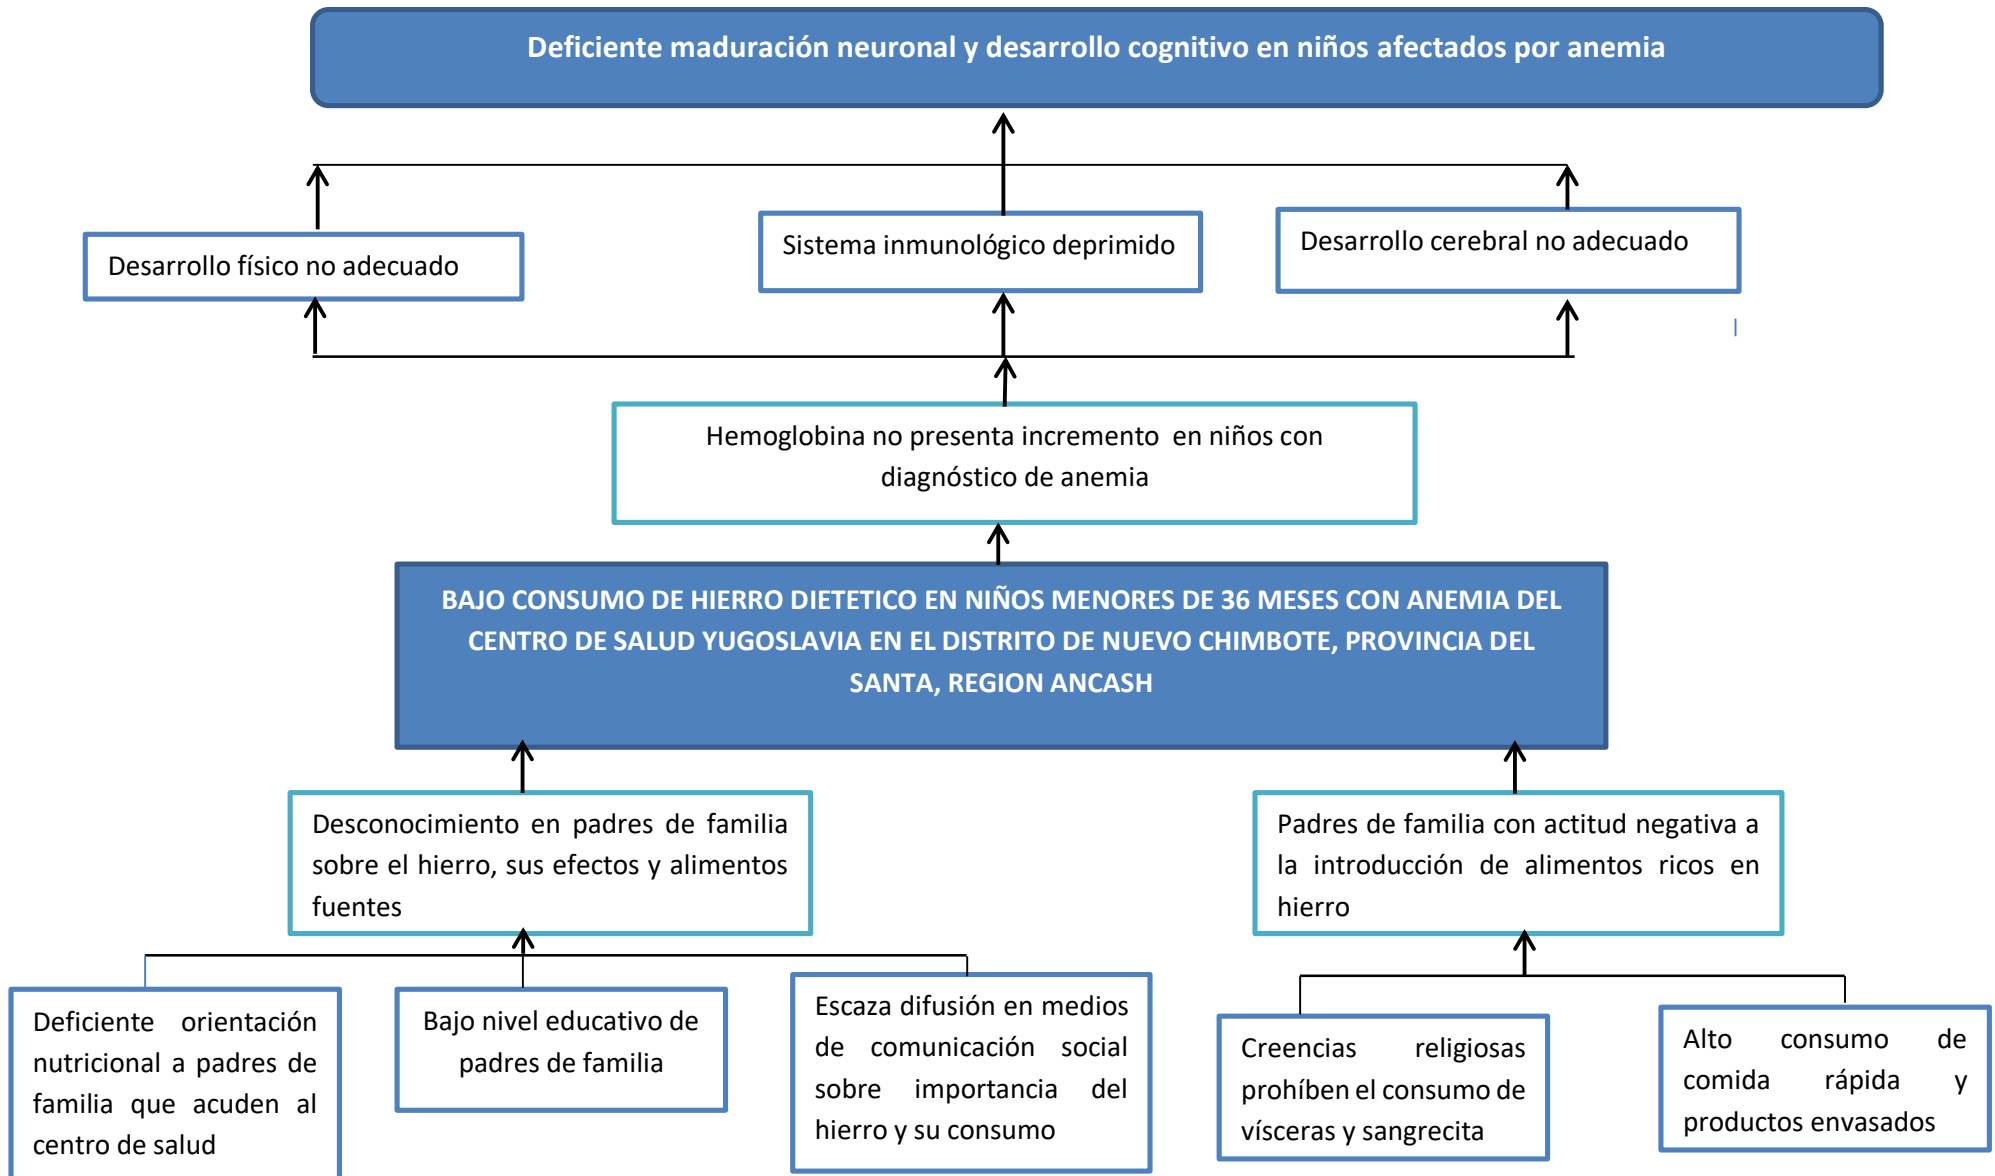 Deficiente maduración neuronal y desarrollo cognitivo en niños afectados por anemia
Desarrollo físico no adecuado
Sistema inmunológico deprimido
Desarrollo cerebral no adecuado
Hemoglobina no presenta incremento en niños con
diagnóstico de anemia
BAJO CONSUMO DE HIERRO DIETETICO EN NIÑOS MENORES DE 36 MESES CON ANEMIA DEL
CENTRO DE SALUD YUGOSLAVIA EN EL DISTRITO DE NUEVO CHIMBOTE, PROVINCIA DEL
SANTA, REGION ANCASH
Desconocimiento en padres de familia
sobre el hierro, sus efectos y alimentos
fuentes
Padres de familia con actitud negativa a
la introducción de alimentos ricos en
hierro
Deficiente orientación
nutricional a padres de
familia que acuden al
centro de salud
Bajo nivel educativo de
padres de familia
Escaza difusión en medios
de comunicación social
sobre importancia del
hierro y su consumo
Creencias religiosas
prohíben el consumo de
vísceras y sangrecita
Alto consumo de
comida rápida y
productos envasados